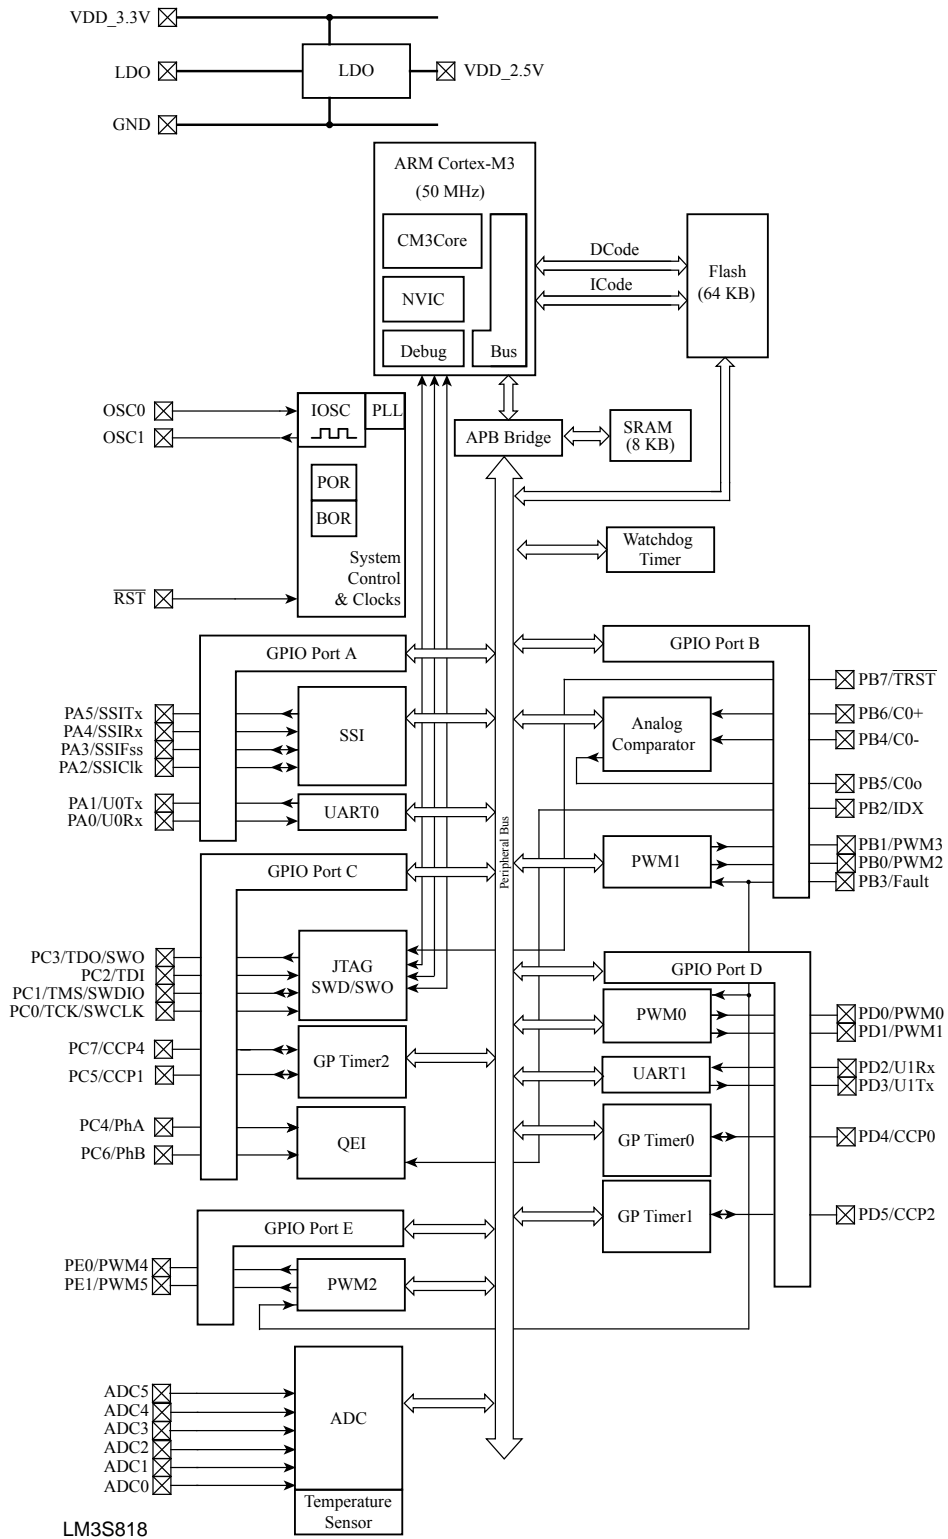 VDD_3.3V
LDO
LDO
VDD_2.5V
GND
ARM Cortex-M3
(50 MHz)
CM3Core
NVIC
Debug
Bus
DCode
ICode
Flash
(64 KB)
OSC0
OSC1
IOSC
PLL
POR
BOR
System
Control
& Clocks
RST
APB Bridge
SRAM
(8 KB)
Watchdog
Timer
Peripheral Bus
GPIO Port A
PA5/SSITx
PA4/SSIRx
PA3/SSIFss
PA2/SSIClk
SSI
PA1/U0Tx
PA0/U0Rx
UART0
GPIO Port B
Analog
Comparator
PWM1
PB7/TRST
PB6/C0+
PB4/C0-
PB5/C0o
PB2/IDX
PB1/PWM3
PB0/PWM2
PB3/Fault
GPIO Port C
PC3/TDO/SWO
PC2/TDI
PC1/TMS/SWDIO
PC0/TCK/SWCLK
JTAG
SWD/SWO
PC7/CCP4
PC5/CCP1
GP Timer2
PC4/PhA
PC6/PhB
QEI
GPIO Port D
PWM0
UART1
GP Timer0
GP Timer1
PD0/PWM0
PD1/PWM1
PD2/U1Rx
PD3/U1Tx
PD4/CCP0
PD5/CCP2
GPIO Port E
PE0/PWM4
PE1/PWM5
PWM2
ADC5
ADC4
ADC3
ADC2
ADC1
ADC0
ADC
Temperature
Sensor
LM3S818